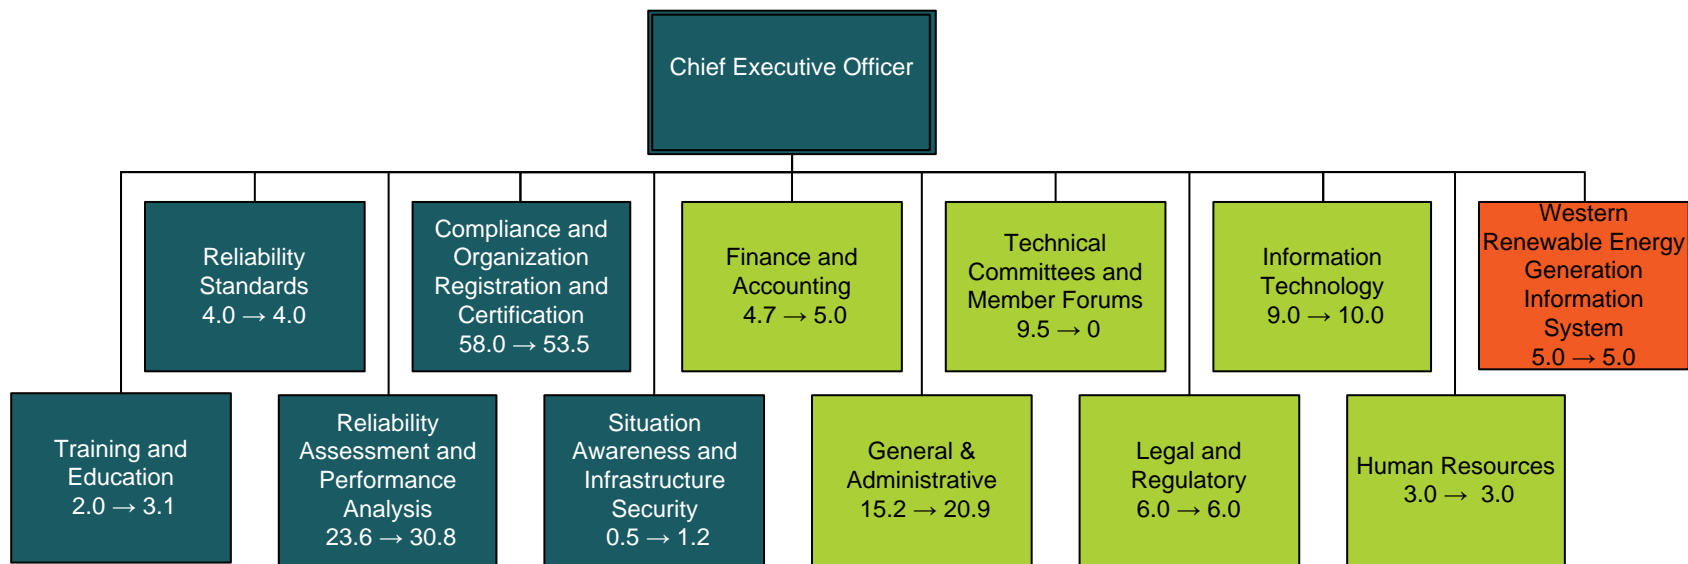 Chief Executive Officer
Reliability
Standards
4.0 → 4.0
Compliance and
Organization
Registration and
Certification
58.0 → 53.5
Finance and
Accounting
4.7 → 5.0
Technical
Committees and
Member Forums
9.5 → 0
Information
Technology
9.0 → 10.0
Western
Renewable Energy
Generation
Information
System
5.0 → 5.0
Training and
Education
2.0 → 3.1
Reliability
Assessment and
Performance
Analysis
23.6 → 30.8
Situation
Awareness and
Infrastructure
Security
0.5 → 1.2
General &
Administrative
15.2 → 20.9
Legal and
Regulatory
6.0 → 6.0
Human Resources
3.0 → 3.0